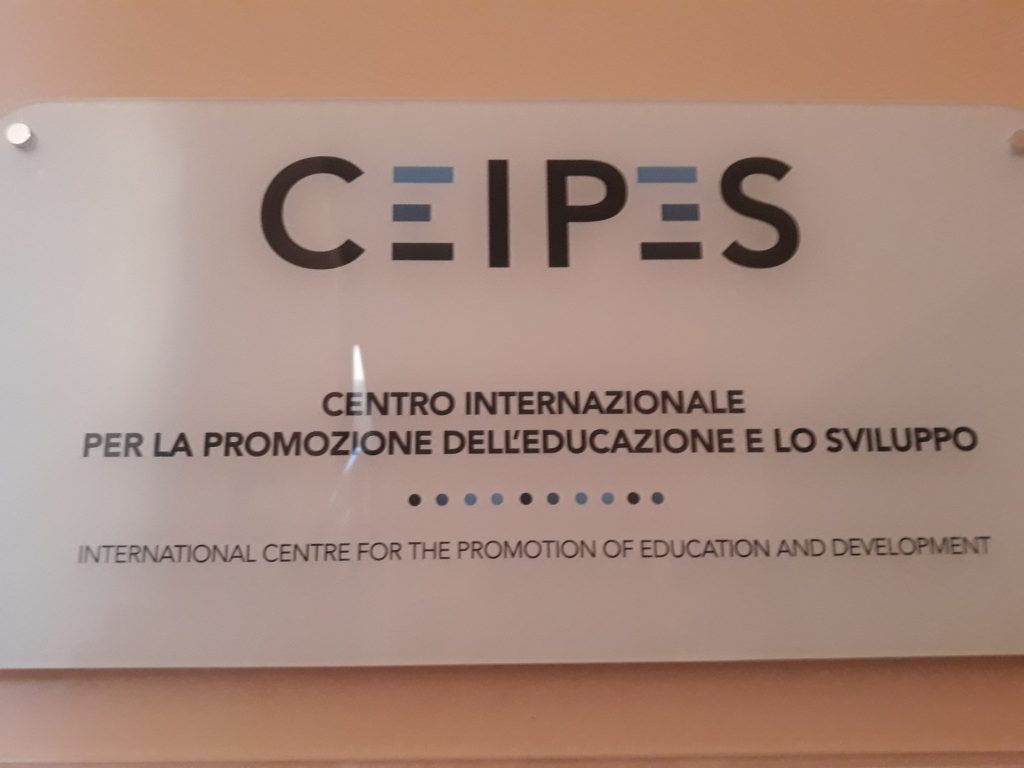 CEIPES
CENTRO INTERNAZIONALE
PER LA PROMOZIONE DELL'EDUCAZIONE E LO SVILUPPO
INTERNATIONAL CENTRE FOR THE PROMOTION OF EDUCATION AND DEVELOPMENT